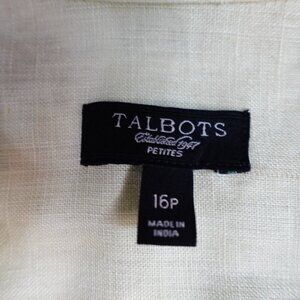 TALBOTS
Established 1947
PETITES
16P
MADE IN
INDIA